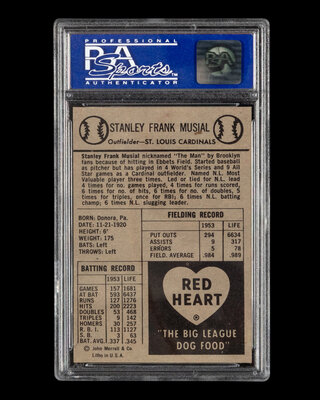 PROFESSIONAL
PSA
Sports
AUTHENTICATOR
STANLEY FRANK MUSIAL
Outfielder—ST. LOUIS CARDINALS
Stanley Frank Musial nicknamed "The Man" by Brooklyn
fans because of hitting in Ebbets Field. Started baseball
as pitcher but has played in 4 World's Series and 9 All
Star games as a Cardinal outfielder. Named N.L. Most
Valuable player three times. Led or tied for N.L. lead
4 times for no. games played, 4 times for runs scored,
6 times for no. of hits, 6 times for no. of doubles, 5
times for triples, once for RBI; 6 times N.L. batting
champ; 6 times N.L. slugging leader.
BORN: Donora, Pa.
DATE: 11-21-1920
HEIGHT: 6'
WEIGHT: 175
BATS: Left
THROWS: Left
FIELDING RECORD
1953 LIFE
PUT OUTS 294 6634
ASSISTS 9 317
ERRORS 5 78
FIELD. AVERAGE .984 .989
BATTING RECORD
1953 LIFE
GAMES 157 1681
AT BAT 593 6437
RUNS 127 1276
HITS 200 2223
DOUBLES 53 468
TRIPLES 9 142
HOMERS 30 257
R. B. I. 113 1127
S. B. 3 63
BAT. AVG. .337 .345
© John Morrell & Co.
Litho in U.S.A.
RED
HEART
"THE BIG LEAGUE
DOG FOOD"